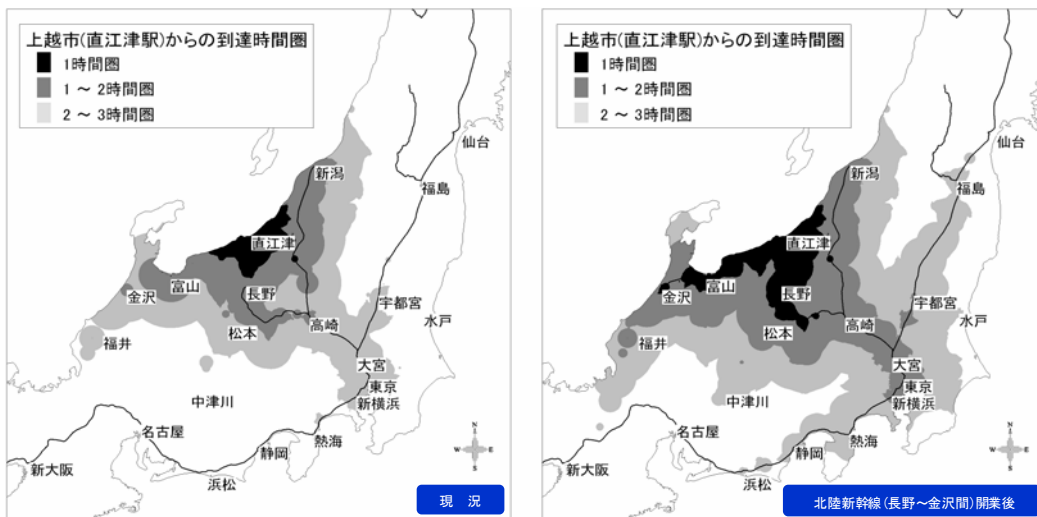 上越市(直江津駅)からの到達時間圏
1時間圏
1 ～ 2時間圏
2 ～ 3時間圏
仙台
福島
新潟
直江津
金沢
富山
長野
宇都宮
水戸
高崎
松本
福井
大宮
東京
新横浜
中津川
名古屋
熱海
静岡
新大阪
浜松
N
W E
S
現 況
上越市(直江津駅)からの到達時間圏
1時間圏
1 ～ 2時間圏
2 ～ 3時間圏
仙台
福島
新潟
直江津
金沢
富山
長野
宇都宮
水戸
高崎
松本
福井
大宮
東京
新横浜
中津川
名古屋
熱海
静岡
新大阪
浜松
N
W E
S
北陸新幹線(長野～金沢間)開業後